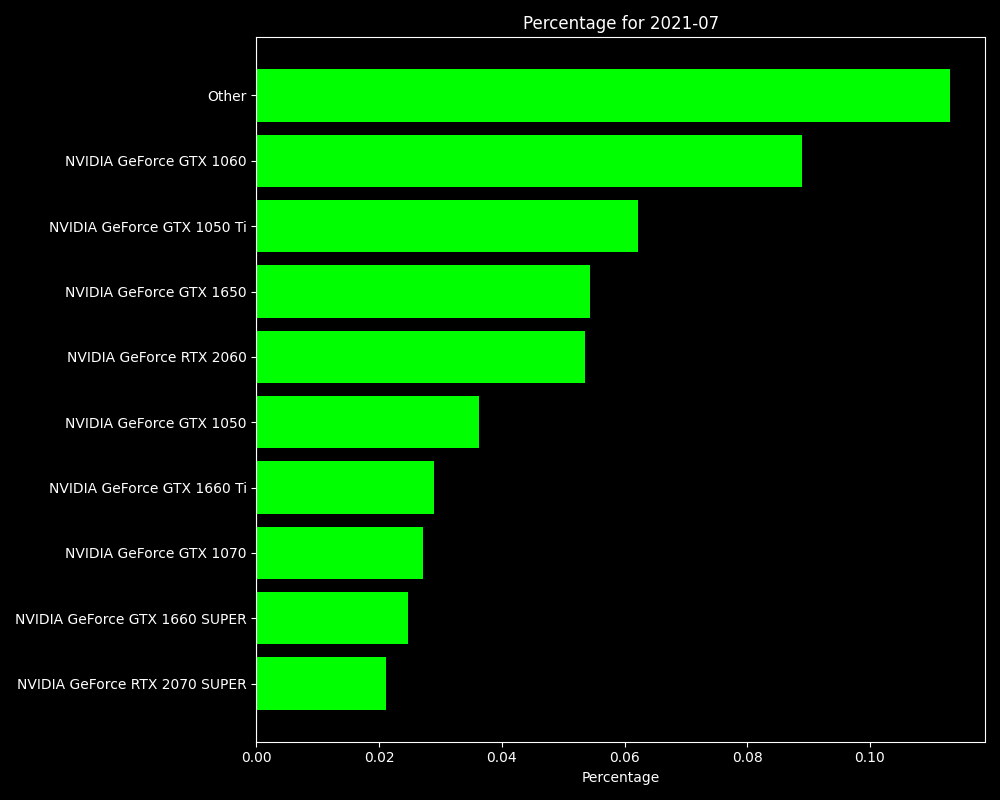 Percentage for 2021-07
Other
NVIDIA GeForce GTX 1060
NVIDIA GeForce GTX 1050 Ti
NVIDIA GeForce GTX 1650
NVIDIA GeForce RTX 2060
NVIDIA GeForce GTX 1050
NVIDIA GeForce GTX 1660 Ti
NVIDIA GeForce GTX 1070
NVIDIA GeForce GTX 1660 SUPER
NVIDIA GeForce RTX 2070 SUPER
0.00 0.02 0.04 0.06 0.08 0.10
Percentage